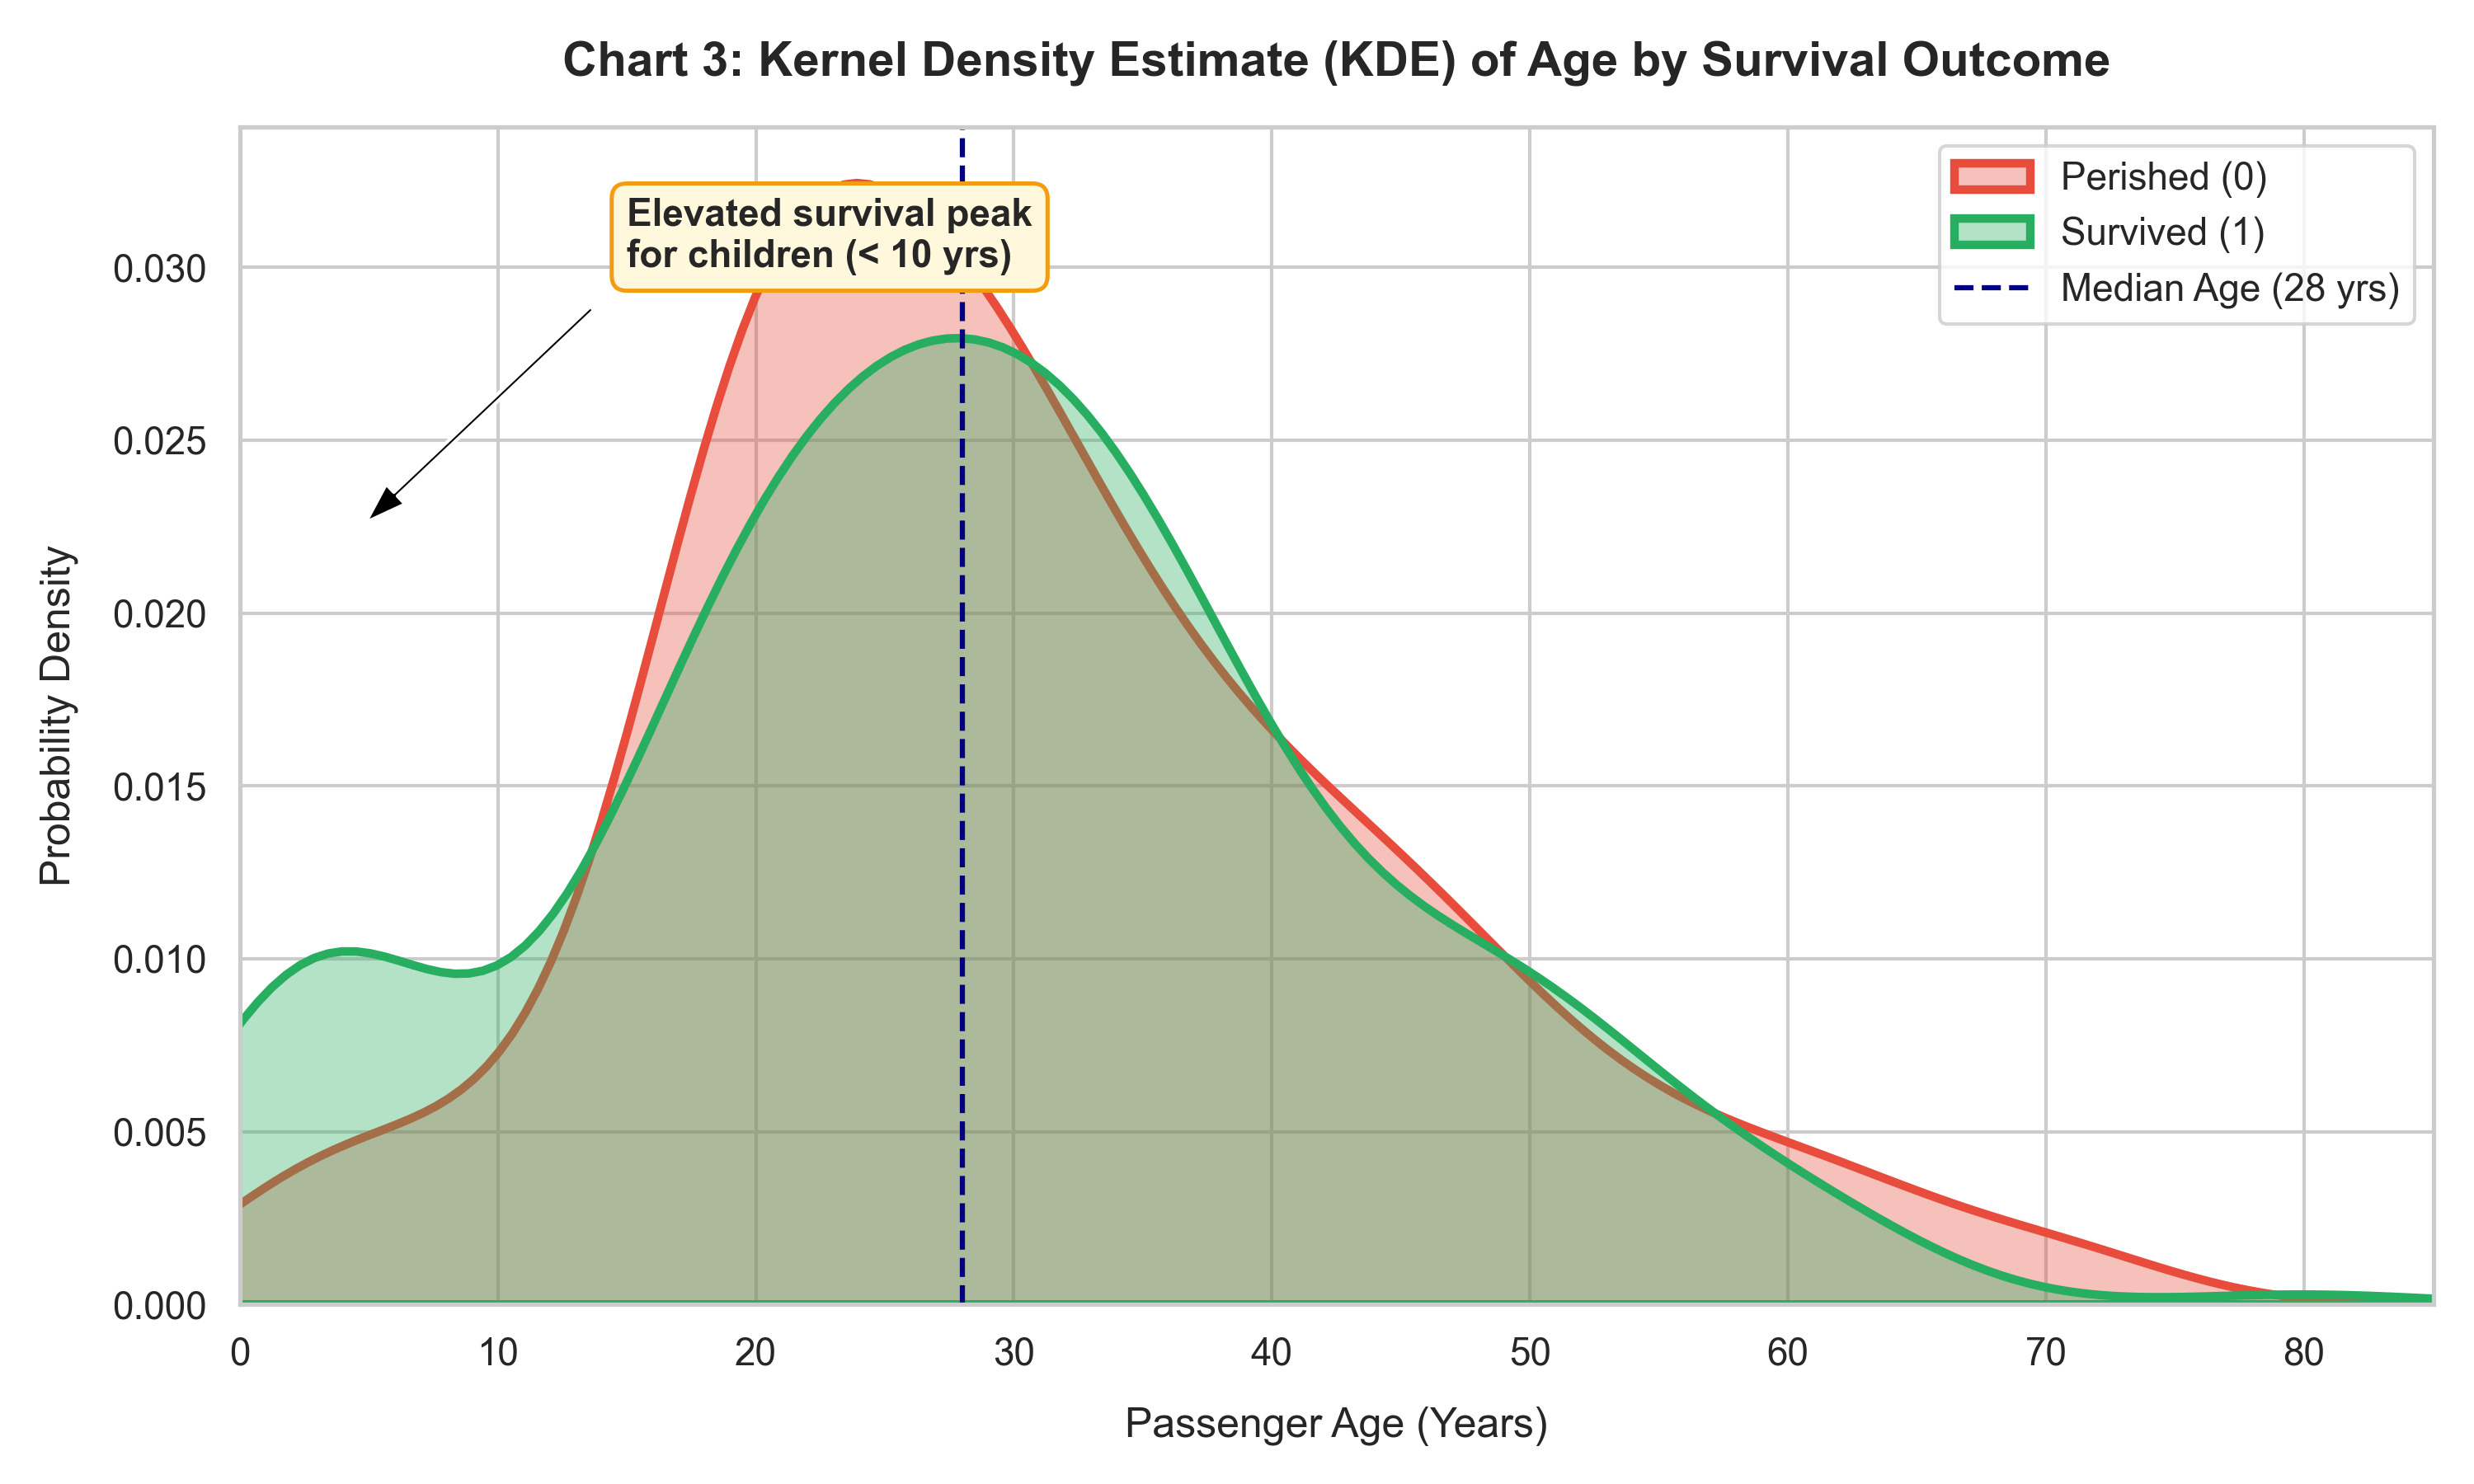 Chart 3: Kernel Density Estimate (KDE) of Age by Survival Outcome
Perished (0)
Survived (1)
Median Age (28 yrs)
Elevated survival peak
for children (< 10 yrs)
Probability Density
0.030
0.025
0.020
0.015
0.010
0.005
0.000
0 10 20 30 40 50 60 70 80
Passenger Age (Years)